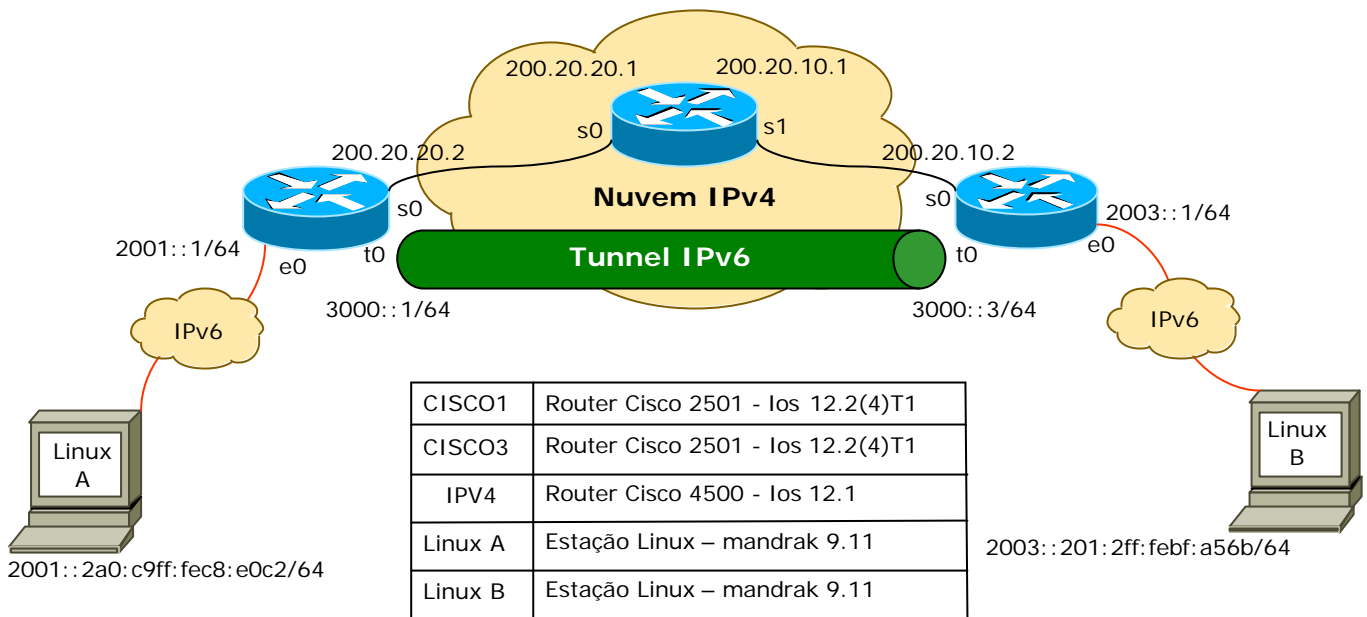 200.20.20.1
200.20.10.1
s0
s1
200.20.20.2
200.20.10.2
Nuvem IPv4
s0
s0
2003::1/64
2001::1/64
e0
t0
Tunnel IPv6
t0
e0
3000::1/64
3000::3/64
IPv6
IPv6
CISCO1 Router Cisco 2501 - Ios 12.2(4)T1
CISCO3 Router Cisco 2501 - Ios 12.2(4)T1
IPV4 Router Cisco 4500 - Ios 12.1
Linux A Estação Linux – mandrak 9.11
Linux B Estação Linux – mandrak 9.11
Linux
A
Linux
B
2001::2a0:c9ff:fec8:e0c2/64
2003::201:2ff:febf:a56b/64